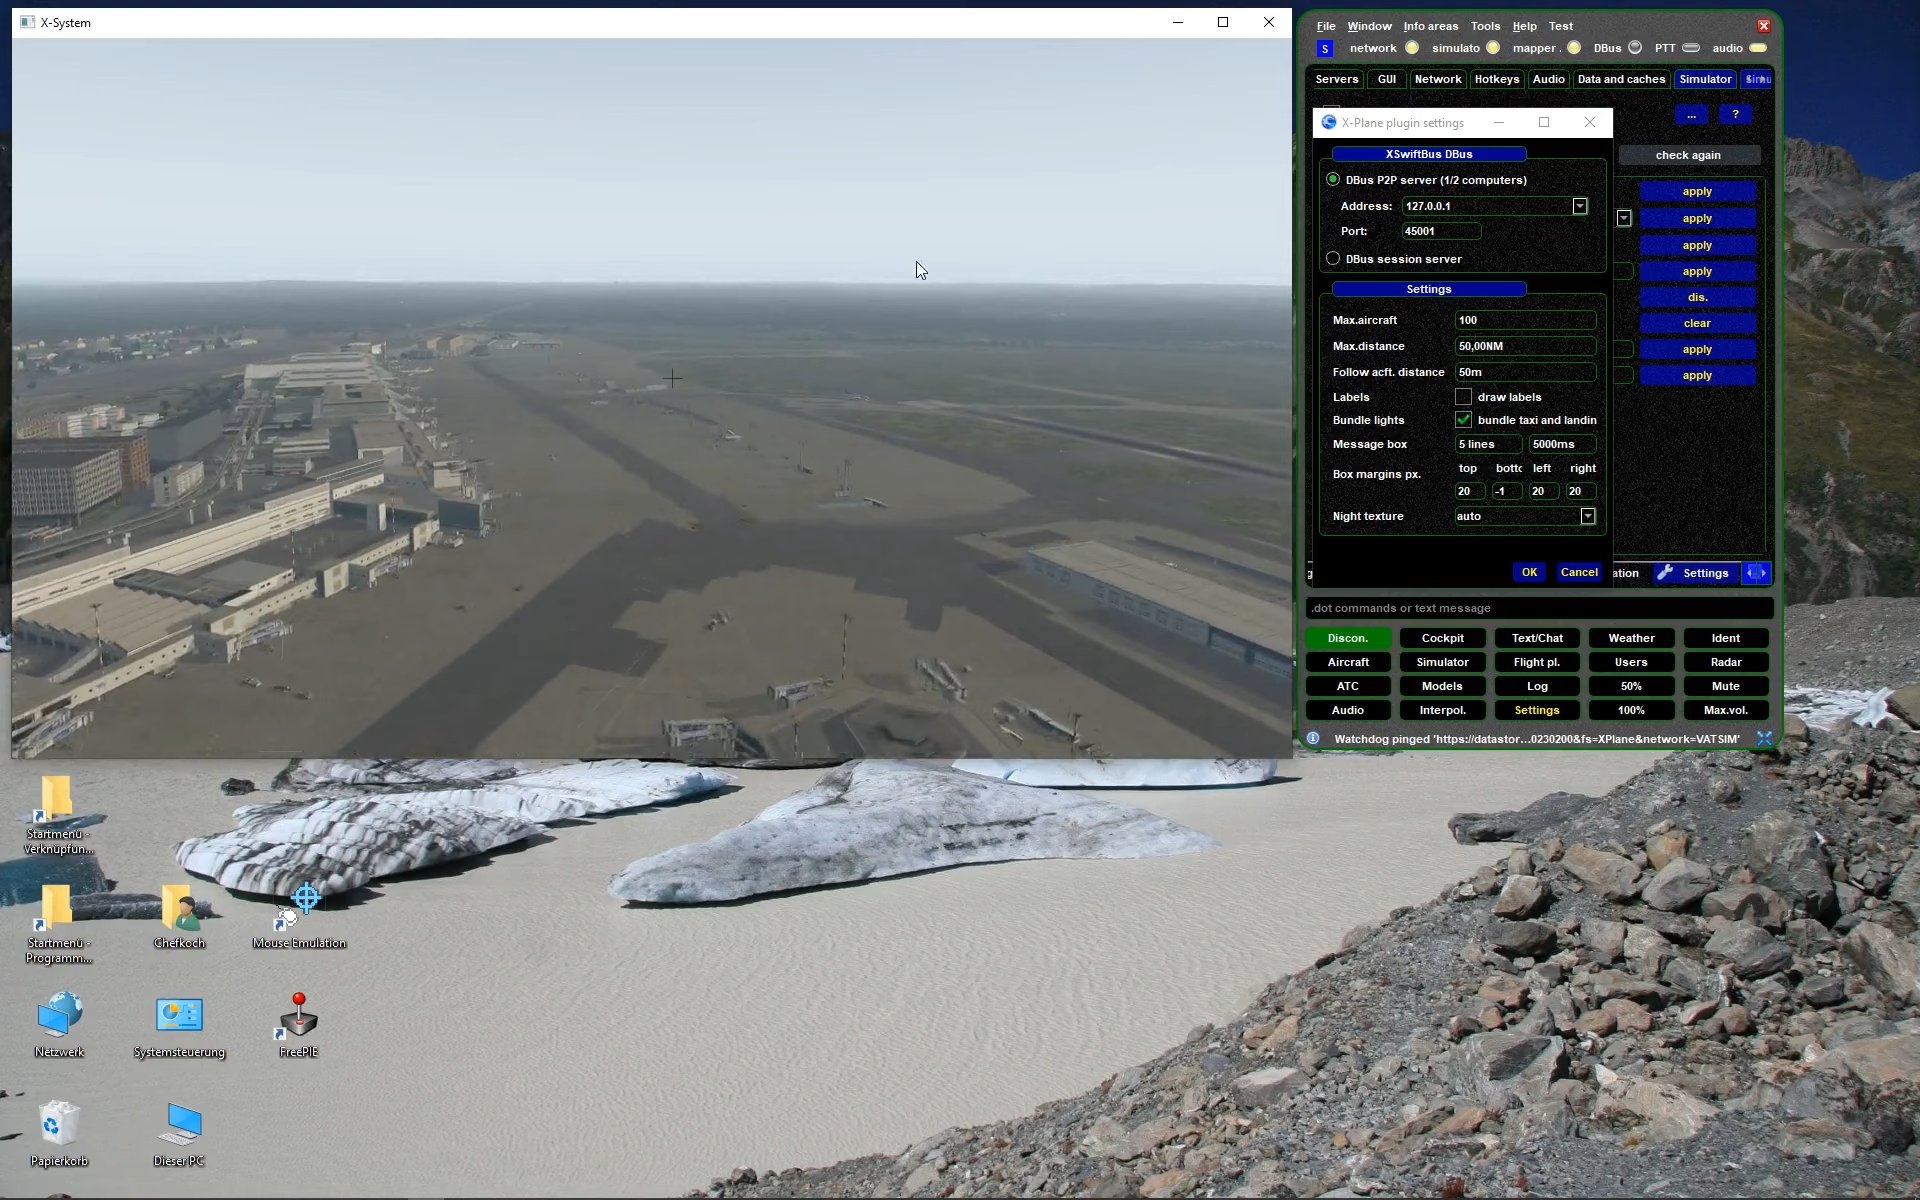 X-System
File Window Info areas Tools Help Test
S network simulato mapper . DBus PTT audio
Servers GUI Network Hotkeys Audio Data and caches Simulator Simu
... ?
X-Plane plugin settings
check again
XSwiftBus DBus
DBus P2P server (1/2 computers)
apply
Address: 127.0.0.1
apply
Port: 45001
apply
DBus session server
apply
Settings
dis.
Max.aircraft 100
clear
Max.distance 50,00NM
apply
Follow acft. distance 50m
apply
Labels draw labels
Bundle lights bundle taxi and landin
Message box 5 lines 5000ms
top botto left right
Box margins px.
20 -1 20 20
Night texture auto
OK Cancel
ation Settings
.dot commands or text message
Discon. Cockpit Text/Chat Weather Ident
Aircraft Simulator Flight pl. Users Radar
ATC Models Log 50% Mute
Audio Interpol. Settings 100% Max.vol.
Watchdog pinged 'https://datastor...0230200&fs=XPlane&network=VATSIM'
Startmenü -
Verknüpfun...
Startmenü -
Programm...
Chefkoch
Mouse Emulation
Netzwerk
Systemsteuerung
FreePIE
Papierkorb
Dieser PC